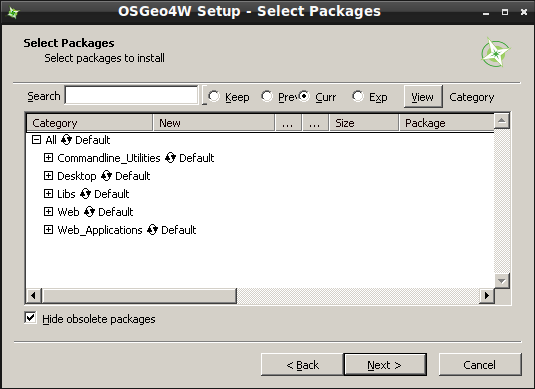 OSGeo4W Setup - Select Packages
Select Packages
Select packages to install
Search Keep Prev Curr Exp View Category
Category New ... ... Size Package
All Default
Commandline_Utilities Default
Desktop Default
Libs Default
Web Default
Web_Applications Default
Hide obsolete packages
< Back Next > Cancel